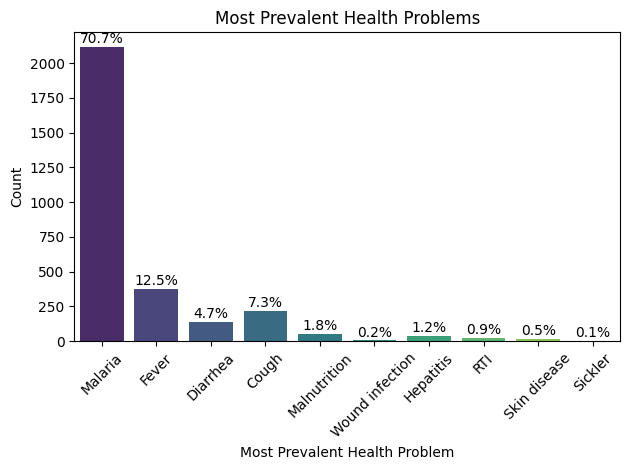 Most Prevalent Health Problems
70.7%
12.5%
4.7%
7.3%
1.8%
0.2%
1.2%
0.9%
0.5%
0.1%
Count
2000
1750
1500
1250
1000
750
500
250
0
Malaria
Fever
Diarrhea
Cough
Malnutrition
Wound infection
Hepatitis
RTI
Skin disease
Sickler
Most Prevalent Health Problem